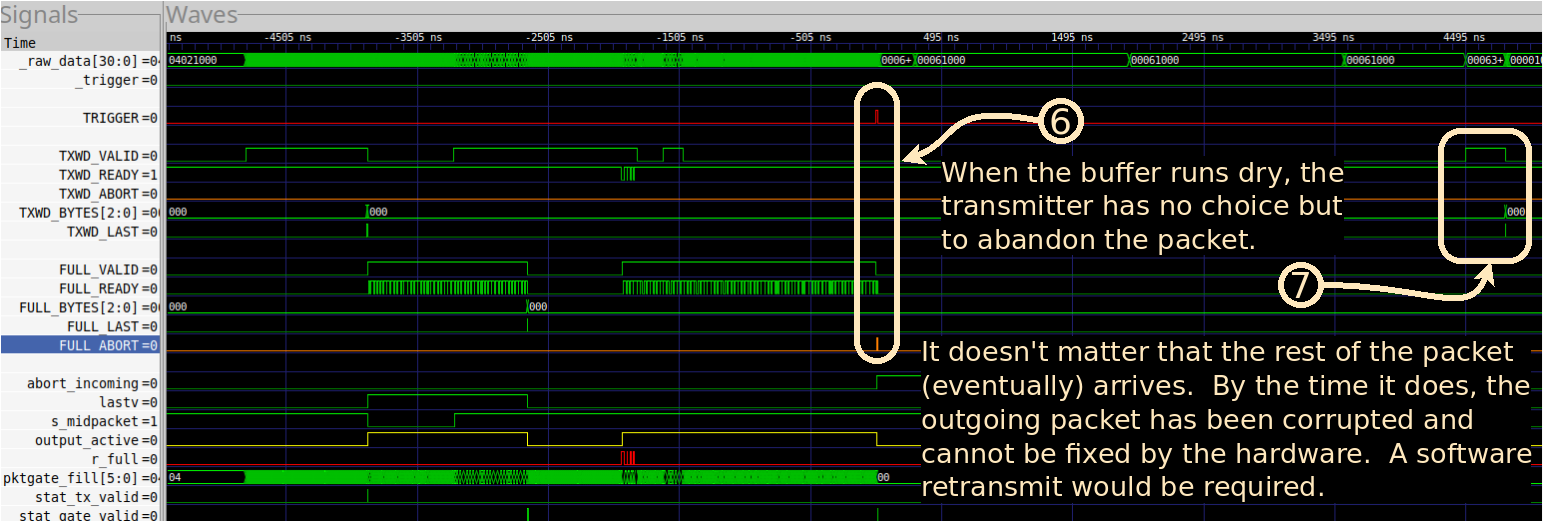 Signals
Waves
Time
ns -4505 ns -3505 ns -2505 ns -1505 ns -505 ns 495 ns 1495 ns 2495 ns 3495 ns 4495 ns
_raw_data[30:0] =04 04021000 0006+ 00061000 00061000 00061000 00063+ 000010
_trigger =0
TRIGGER =0
6
TXWD_VALID =0
TXWD_READY =1
TXWD_ABORT =0
TXWD_BYTES[2:0] =00 000 000 000
TXWD_LAST =0
When the buffer runs dry, the
transmitter has no choice but
to abandon the packet.
FULL_VALID =0
FULL_READY =0
7
FULL_BYTES[2:0] =00 000 000
FULL_LAST =0
FULL_ABORT =0
It doesn't matter that the rest of the packet
(eventually) arrives. By the time it does, the
outgoing packet has been corrupted and
cannot be fixed by the hardware. A software
retransmit would be required.
abort_incoming =0
lastv =0
s_midpacket =1
output_active =0
r_full =0
pktgate_fill[5:0] =04 04 00
stat_tx_valid =0
stat_gate_valid =0